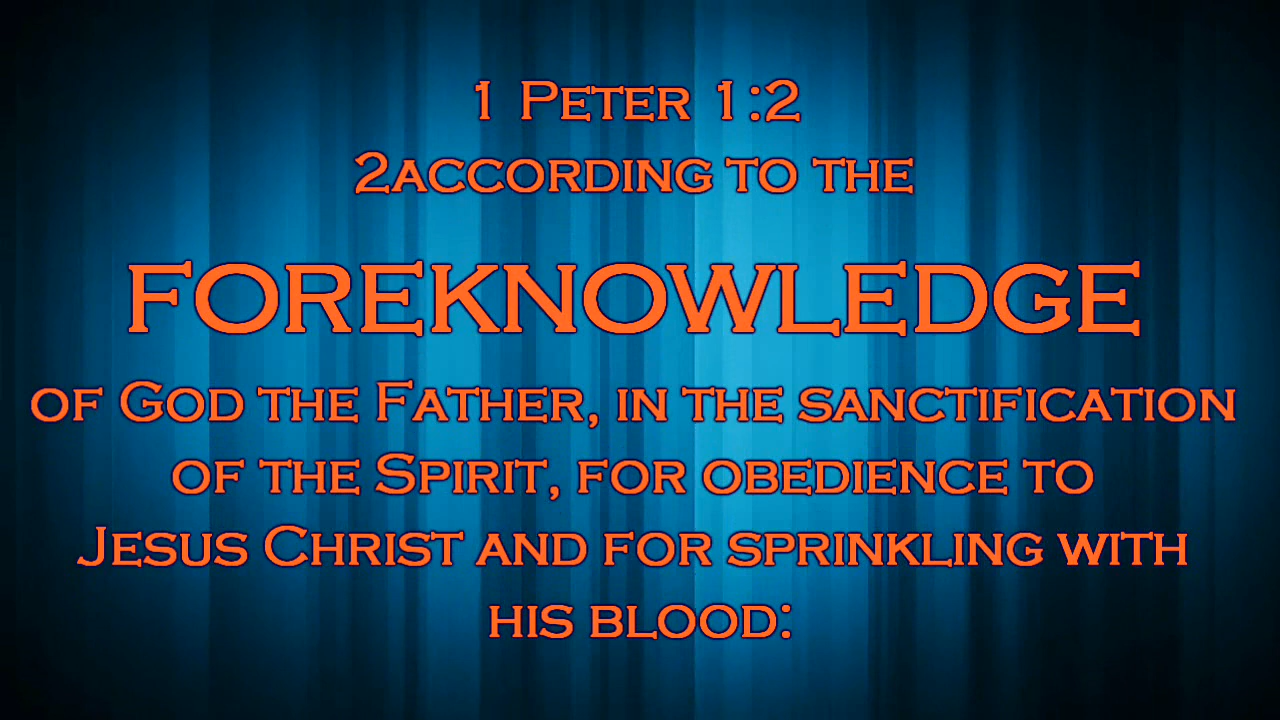 1 Peter 1:2
2according to the
foreknowledge
of God the Father, in the sanctification
of the Spirit, for obedience to
Jesus Christ and for sprinkling with
his blood: